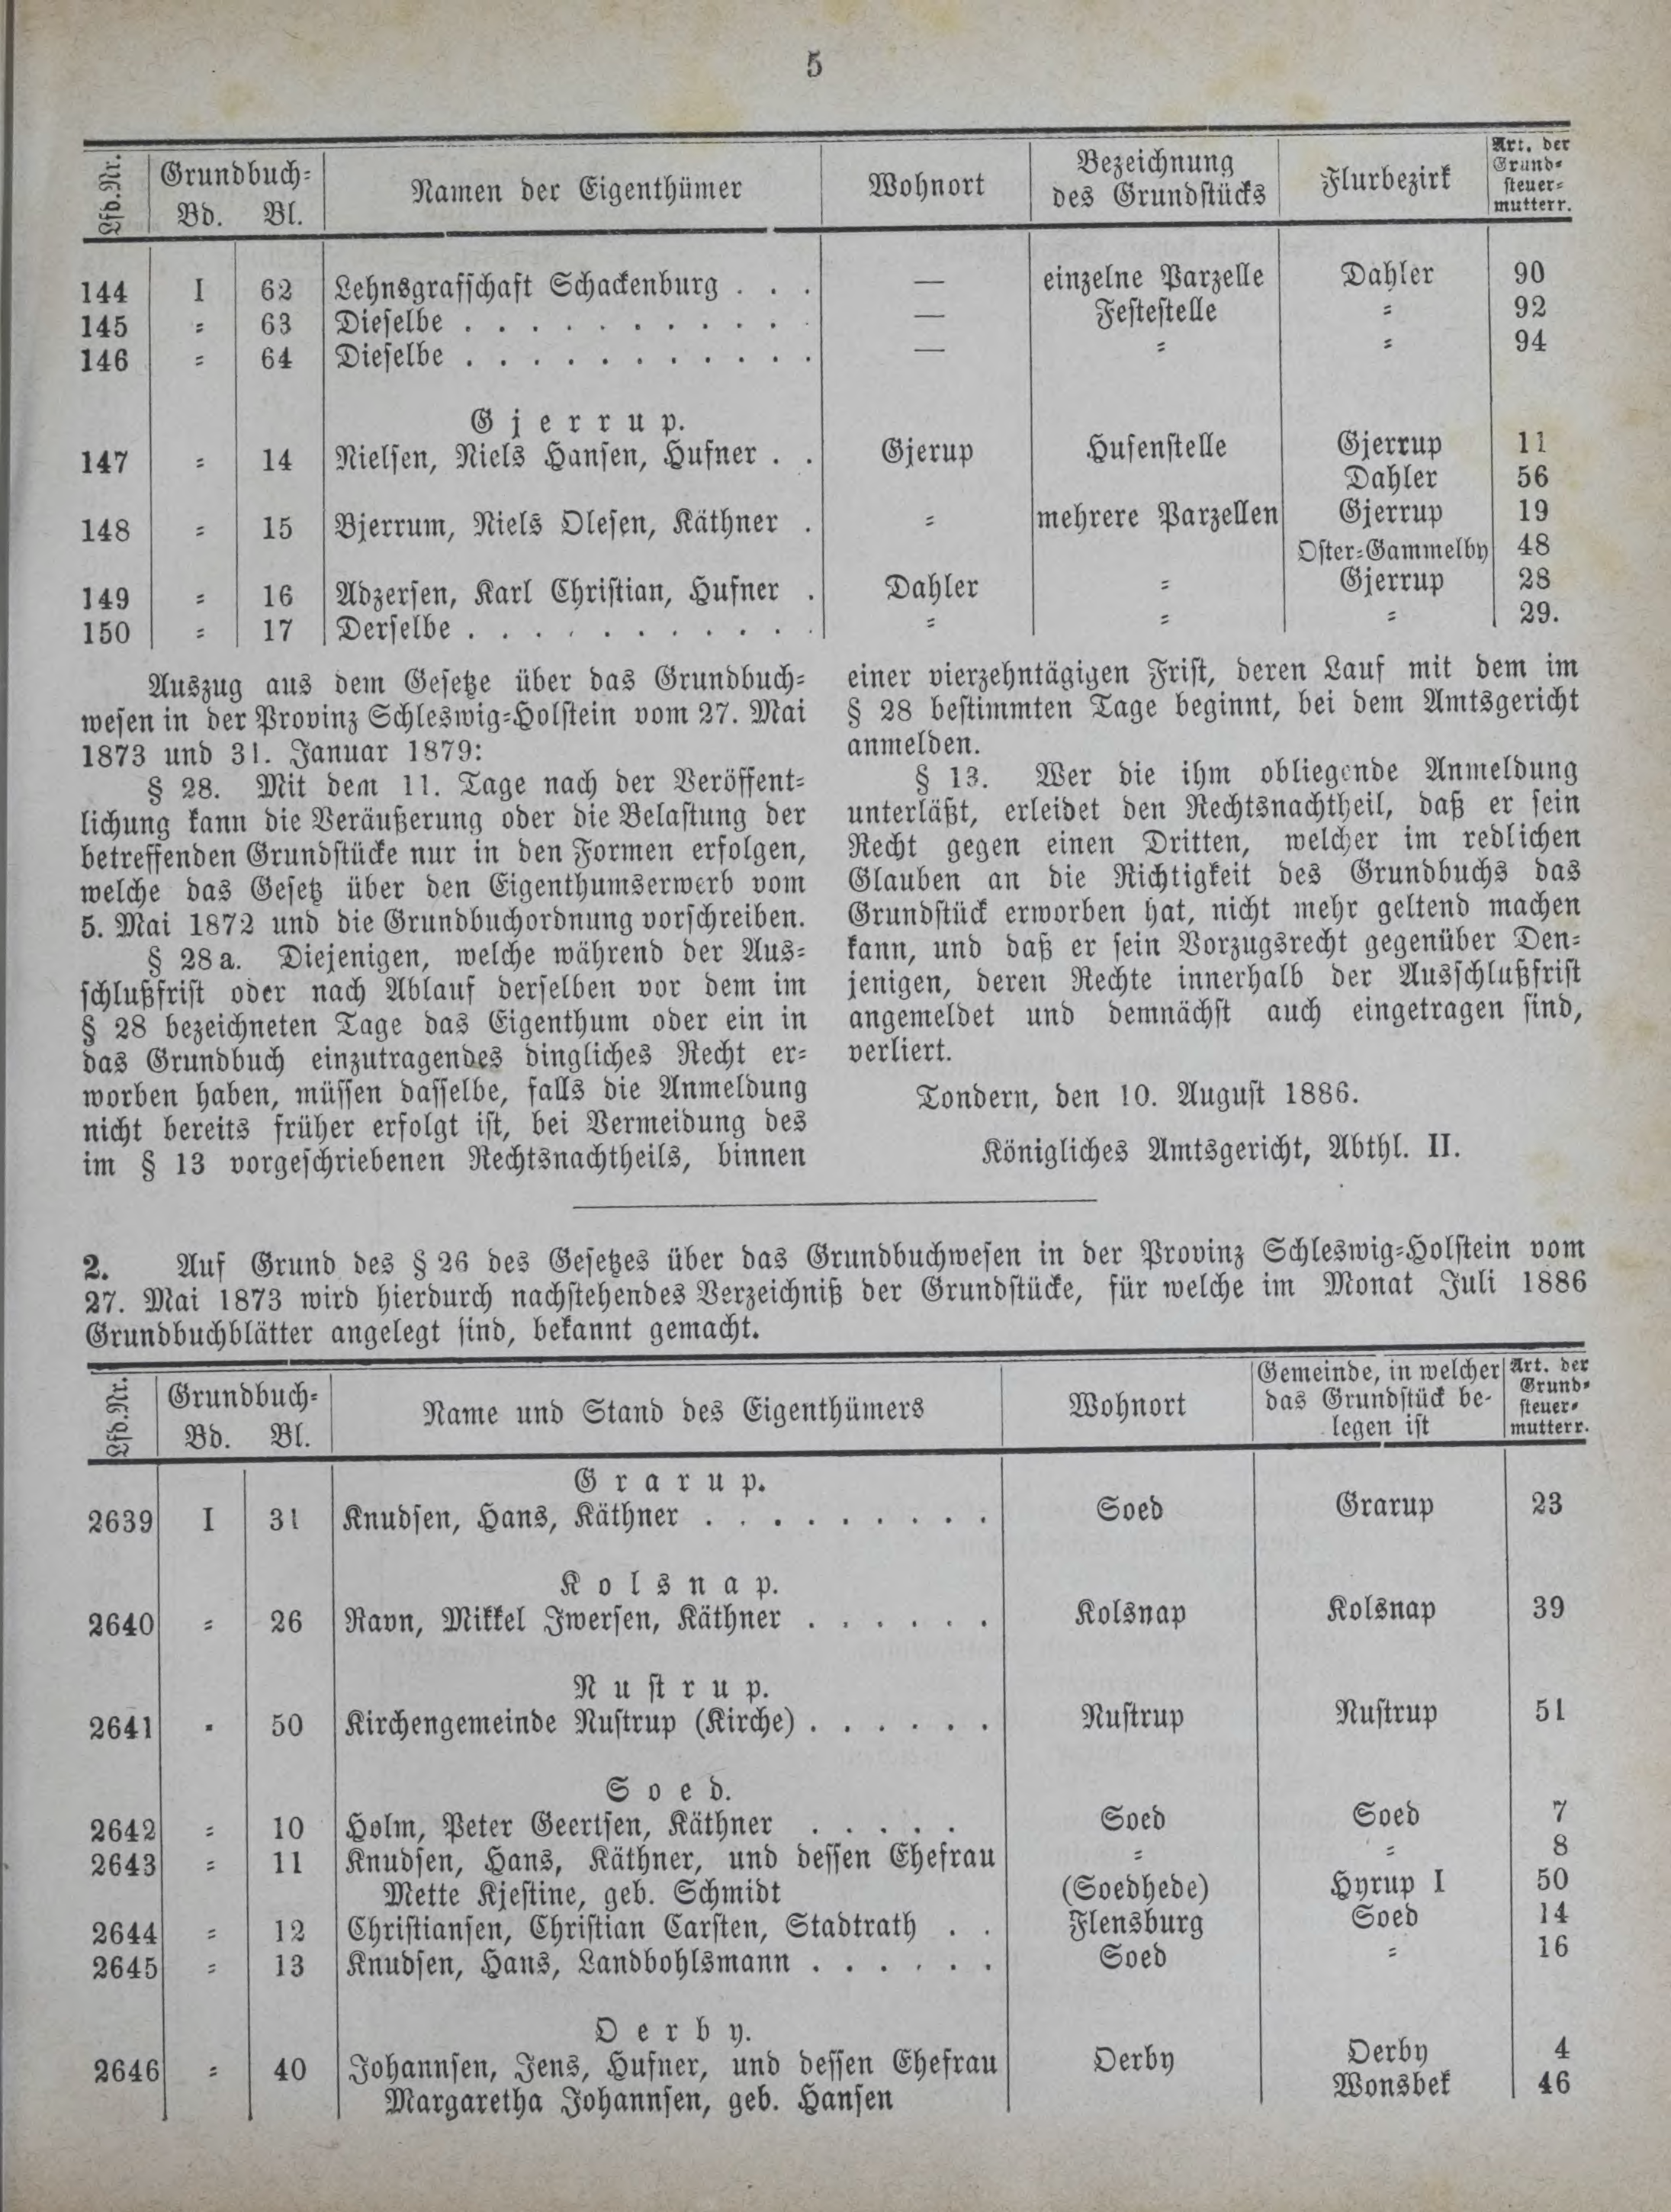 5
Lfd. Nr. Grundbuch= Bd. Bl. Namen der Eigenthümer Wohnort Bezeichnung des Grundstücks Flurbezirk Art. der Grund= steuer= mutterr.
144 I 62 Lehnsgrafschaft Schackenburg . . . — einzelne Parzelle Dahler 90
145 = 63 Dieselbe . . . . . . . . . . — Festestelle = 92
146 = 64 Dieselbe . . . . . . . . . . . — = = 94
Gjerrup.
147 = 14 Nielsen, Niels Hansen, Hufner . . Gjerup Hufenstelle Gjerrup 11
Dahler 56
148 = 15 Bjerrum, Niels Olesen, Käthner . = mehrere Parzellen Gjerrup 19
Oster=Gammelby 48
149 = 16 Adzersen, Karl Christian, Hufner . Dahler = Gjerrup 28
150 = 17 Derselbe . . . . . . . . . . . = = = 29.
Auszug aus dem Gesetze über das Grundbuch=
wesen in der Provinz Schleswig=Holstein vom 27. Mai
1873 und 31. Januar 1879:
§ 28. Mit dem 11. Tage nach der Veröffent=
lichung kann die Veräußerung oder die Belastung der
betreffenden Grundstücke nur in den Formen erfolgen,
welche das Gesetz über den Eigenthumserwerb vom
5. Mai 1872 und die Grundbuchordnung vorschreiben.
§ 28 a. Diejenigen, welche während der Aus=
schlußfrist oder nach Ablauf derselben vor dem im
§ 28 bezeichneten Tage das Eigenthum oder ein in
das Grundbuch einzutragendes dingliches Recht er=
worben haben, müssen dasselbe, falls die Anmeldung
nicht bereits früher erfolgt ist, bei Vermeidung des
im § 13 vorgeschriebenen Rechtsnachtheils, binnen
einer vierzehntägigen Frist, deren Lauf mit dem im
§ 28 bestimmten Tage beginnt, bei dem Amtsgericht
anmelden.
§ 13. Wer die ihm obliegende Anmeldung
unterläßt, erleidet den Rechtsnachtheil, daß er sein
Recht gegen einen Dritten, welcher im redlichen
Glauben an die Richtigkeit des Grundbuchs das
Grundstück erworben hat, nicht mehr geltend machen
kann, und daß er sein Vorzugsrecht gegenüber Den=
jenigen, deren Rechte innerhalb der Ausschlußfrist
angemeldet und demnächst auch eingetragen sind,
verliert.
Tondern, den 10. August 1886.
Königliches Amtsgericht, Abthl. II.
2. Auf Grund des § 26 des Gesetzes über das Grundbuchwesen in der Provinz Schleswig=Holstein vom
27. Mai 1873 wird hierdurch nachstehendes Verzeichniß der Grundstücke, für welche im Monat Juli 1886
Grundbuchblätter angelegt sind, bekannt gemacht.
Lfd. Nr. Grundbuch= Bd. Bl. Name und Stand des Eigenthümers Wohnort Gemeinde, in welcher das Grundstück be- legen ist Art. der Grund= steuer= mutterr.
Grarup.
2639 I 31 Knudsen, Hans, Käthner . . . . . . . . . Soed Grarup 23
Kolsnap.
2640 = 26 Ravn, Mikkel Iwersen, Käthner . . . . . . Kolsnap Kolsnap 39
Nustrup.
2641 = 50 Kirchengemeinde Nustrup (Kirche) . . . . . . Nustrup Nustrup 51
Soed.
2642 = 10 Holm, Peter Geertsen, Käthner . . . . . Soed Soed 7
2643 = 11 Knudsen, Hans, Käthner, und dessen Ehefrau = = 8
Mette Kjestine, geb. Schmidt (Soedhede) Hyrup I 50
2644 = 12 Christiansen, Christian Carsten, Stadtrath . . Flensburg Soed 14
2645 = 13 Knudsen, Hans, Landbohlsmann . . . . . . Soed = 16
Oerby.
2646 = 40 Johannsen, Jens, Hufner, und dessen Ehefrau Oerby Oerby 4
Margaretha Johannsen, geb. Hansen Wonsbek 46